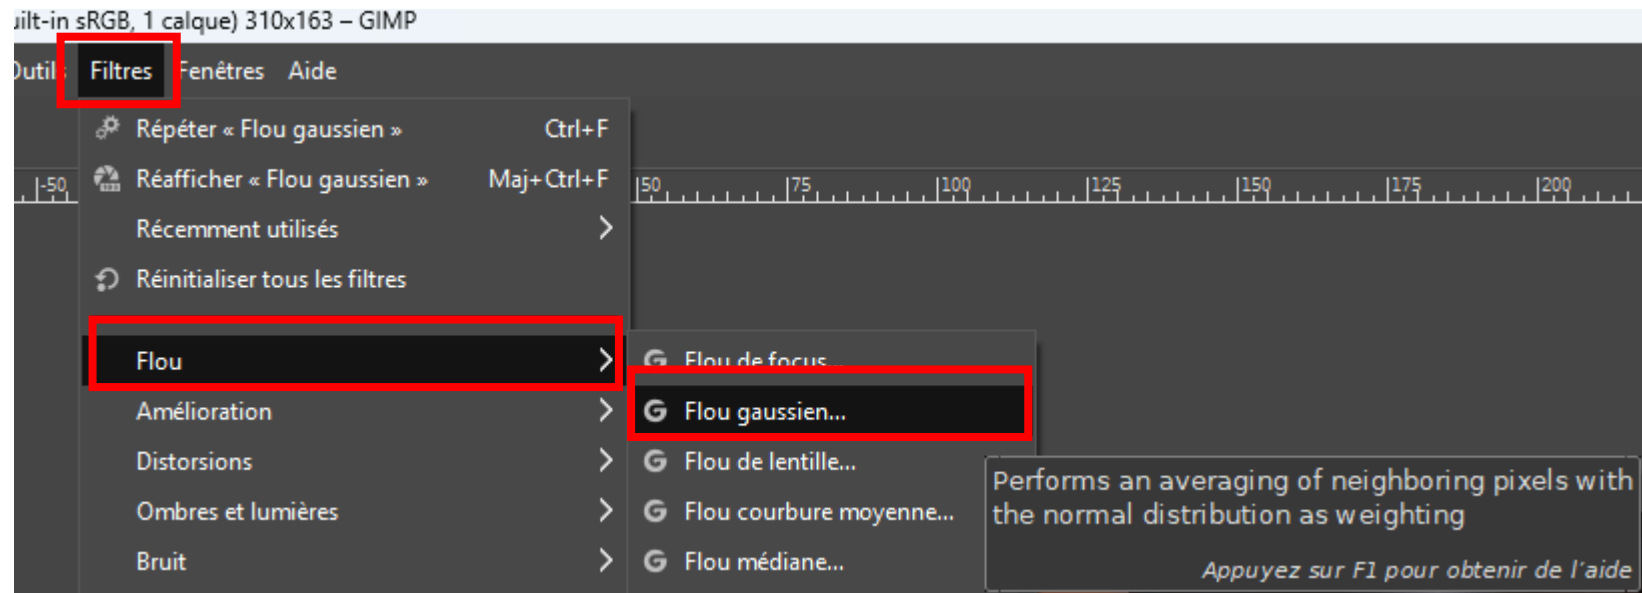 uilt-in sRGB, 1 calque) 310x163 – GIMP
Outils Filtres Fenêtres Aide
Répéter « Flou gaussien » Ctrl+F
Réafficher « Flou gaussien » Maj+Ctrl+F
-50 50 75 100 125 150 175 200
Récemment utilisés
Réinitialiser tous les filtres
Flou
Flou de focus...
Amélioration
Flou gaussien...
Distorsions
Flou de lentille...
Ombres et lumières
Flou courbure moyenne...
Bruit
Flou médiane...
Performs an averaging of neighboring pixels with
the normal distribution as weighting
Appuyez sur F1 pour obtenir de l'aide